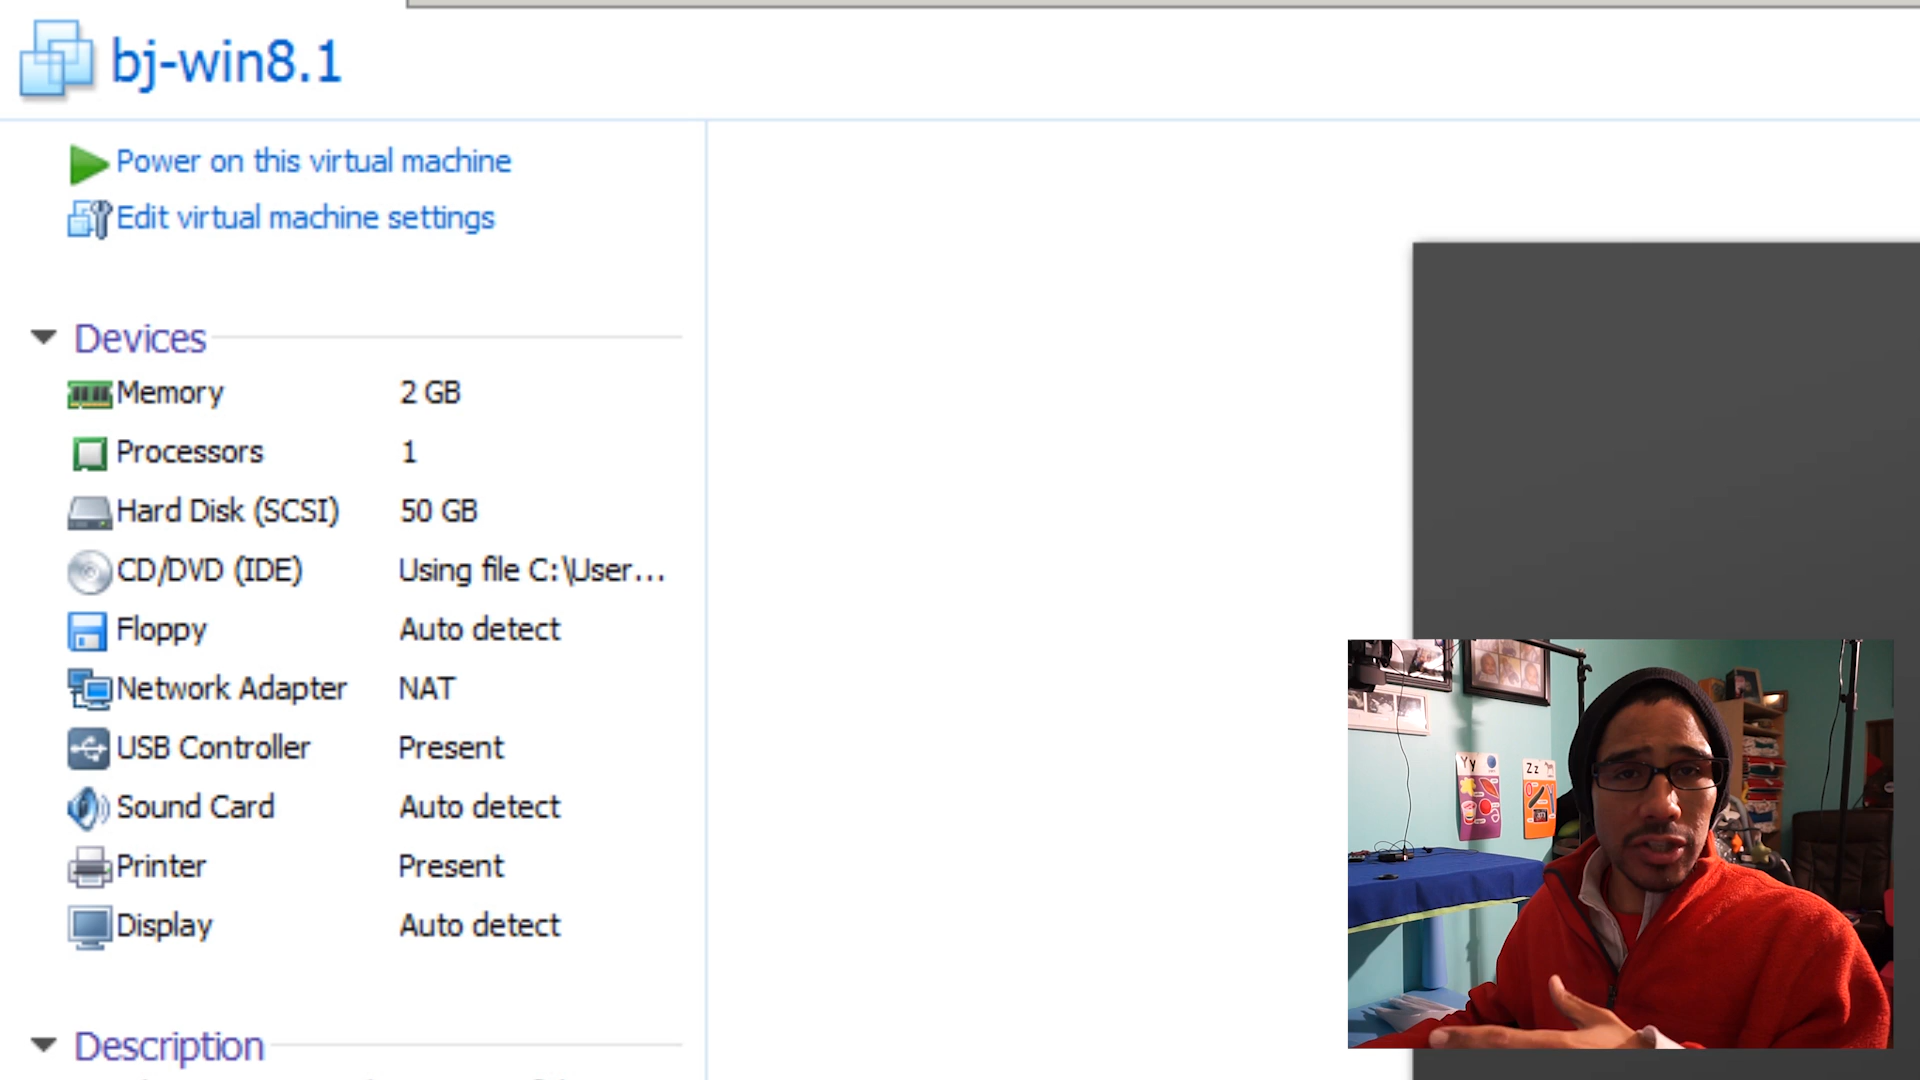 bj-win8.1
Power on this virtual machine
Edit virtual machine settings
Devices
Memory 2 GB
Processors 1
Hard Disk (SCSI) 50 GB
CD/DVD (IDE) Using file C:\User...
Floppy Auto detect
Network Adapter NAT
USB Controller Present
Sound Card Auto detect
Printer Present
Display Auto detect
Description
Yy
Zz